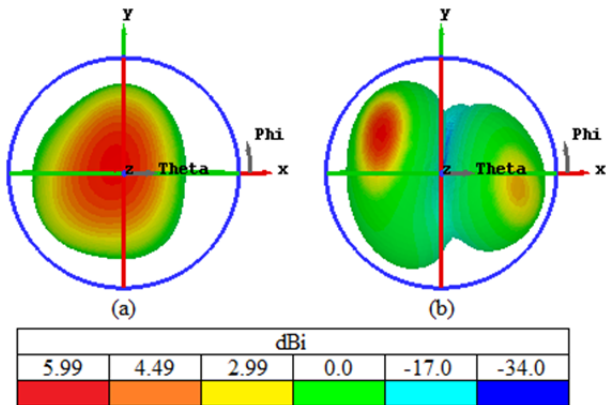 y y
Phi Phi
z Theta x z Theta x
(a) (b)
dBi
5.99 4.49 2.99 0.0 -17.0 -34.0